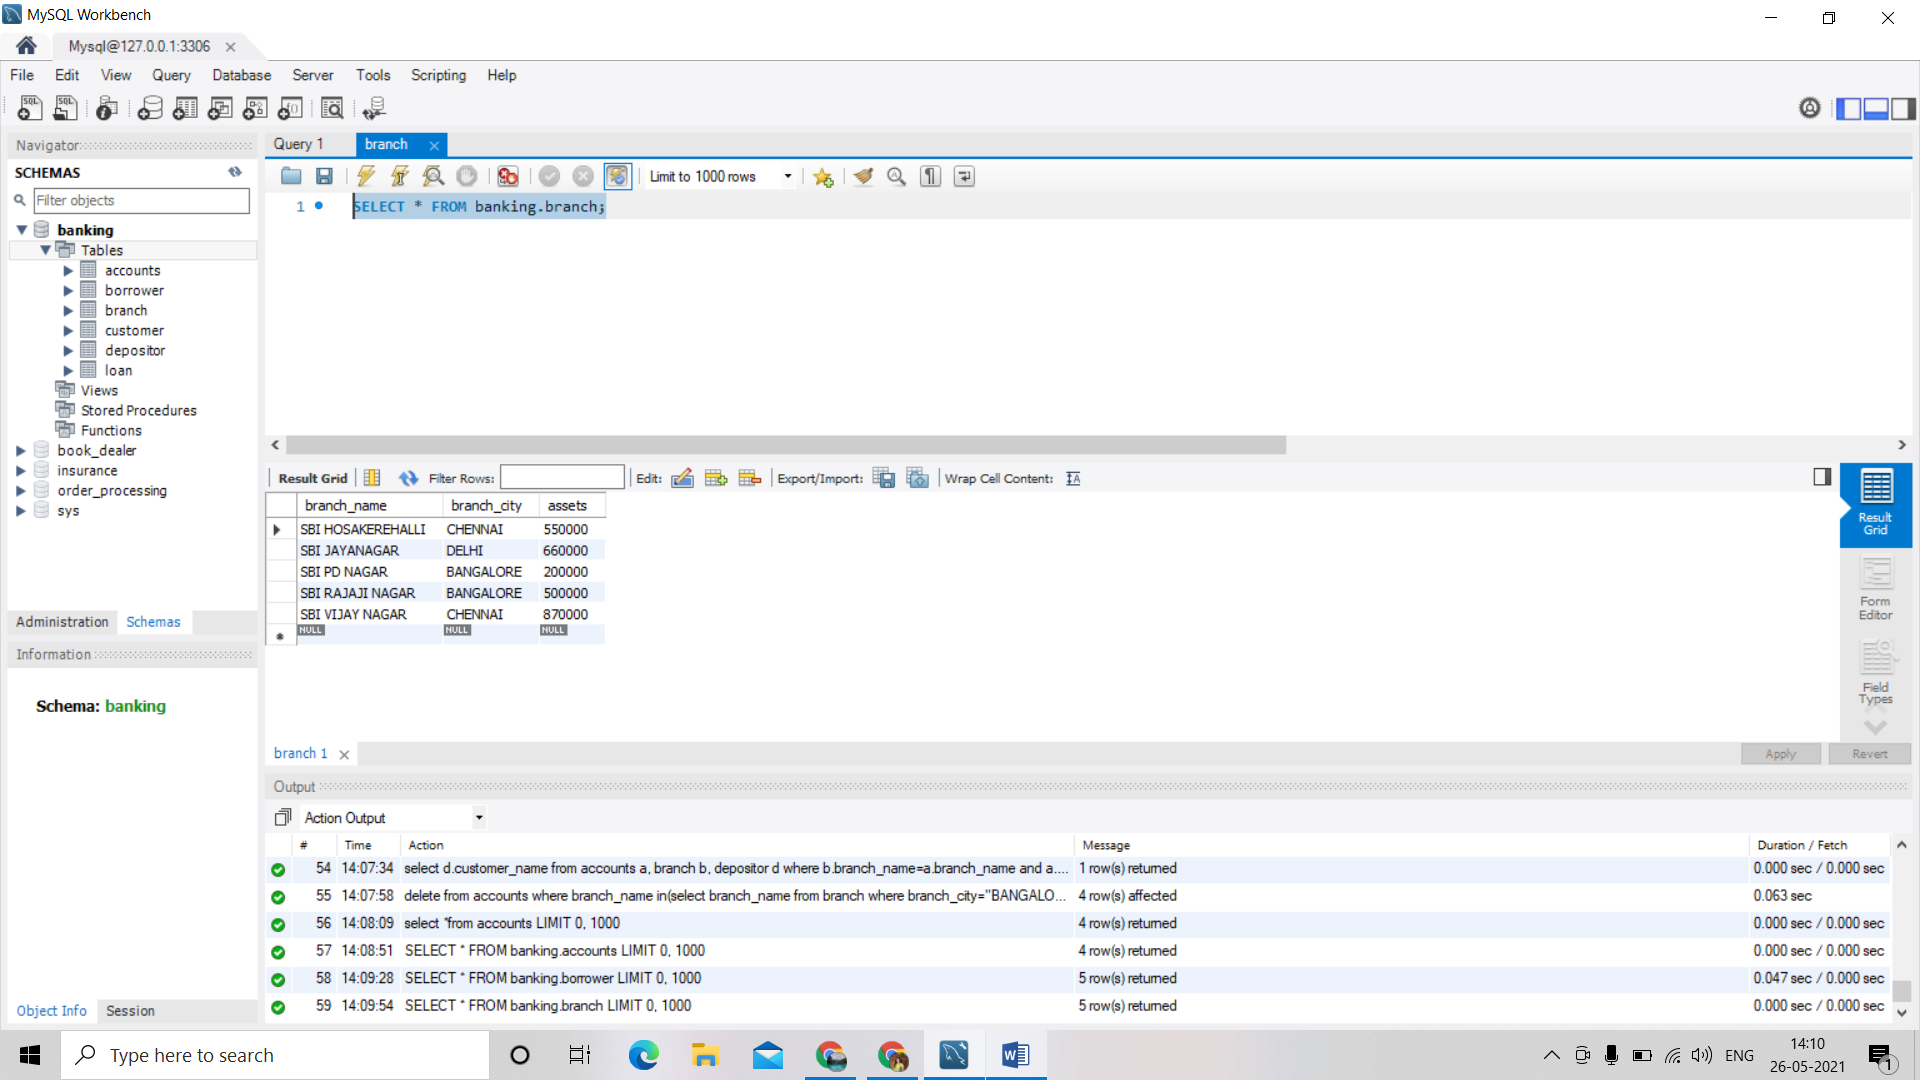 MySQL Workbench
Mysql@127.0.0.1:3306
File Edit View Query Database Server Tools Scripting Help
Navigator
SCHEMAS
Filter objects
banking
Tables
accounts
borrower
branch
customer
depositor
loan
Views
Stored Procedures
Functions
book_dealer
insurance
order_processing
sys
Administration Schemas
Information
Schema: banking
Object Info Session
Query 1 branch
Limit to 1000 rows
1 SELECT * FROM banking.branch;
Result Grid Filter Rows: Edit: Export/Import: Wrap Cell Content:
branch_name branch_city assets
SBI HOSAKEREHALLI CHENNAI 550000
SBI JAYANAGAR DELHI 660000
SBI PD NAGAR BANGALORE 200000
SBI RAJAJI NAGAR BANGALORE 500000
SBI VIJAY NAGAR CHENNAI 870000
NULL NULL NULL
Result
Grid
Form
Editor
Field
Types
branch 1
Apply Revert
Output
Action Output
# Time Action Message Duration / Fetch
54 14:07:34 select d.customer_name from accounts a, branch b, depositor d where b.branch_name=a.branch_name and a.... 1 row(s) returned 0.000 sec / 0.000 sec
55 14:07:58 delete from accounts where branch_name in(select branch_name from branch where branch_city="BANGALO... 4 row(s) affected 0.063 sec
56 14:08:09 select *from accounts LIMIT 0, 1000 4 row(s) returned 0.000 sec / 0.000 sec
57 14:08:51 SELECT * FROM banking.accounts LIMIT 0, 1000 4 row(s) returned 0.000 sec / 0.000 sec
58 14:09:28 SELECT * FROM banking.borrower LIMIT 0, 1000 5 row(s) returned 0.047 sec / 0.000 sec
59 14:09:54 SELECT * FROM banking.branch LIMIT 0, 1000 5 row(s) returned 0.000 sec / 0.000 sec
Type here to search
ENG
14:10
26-05-2021
1